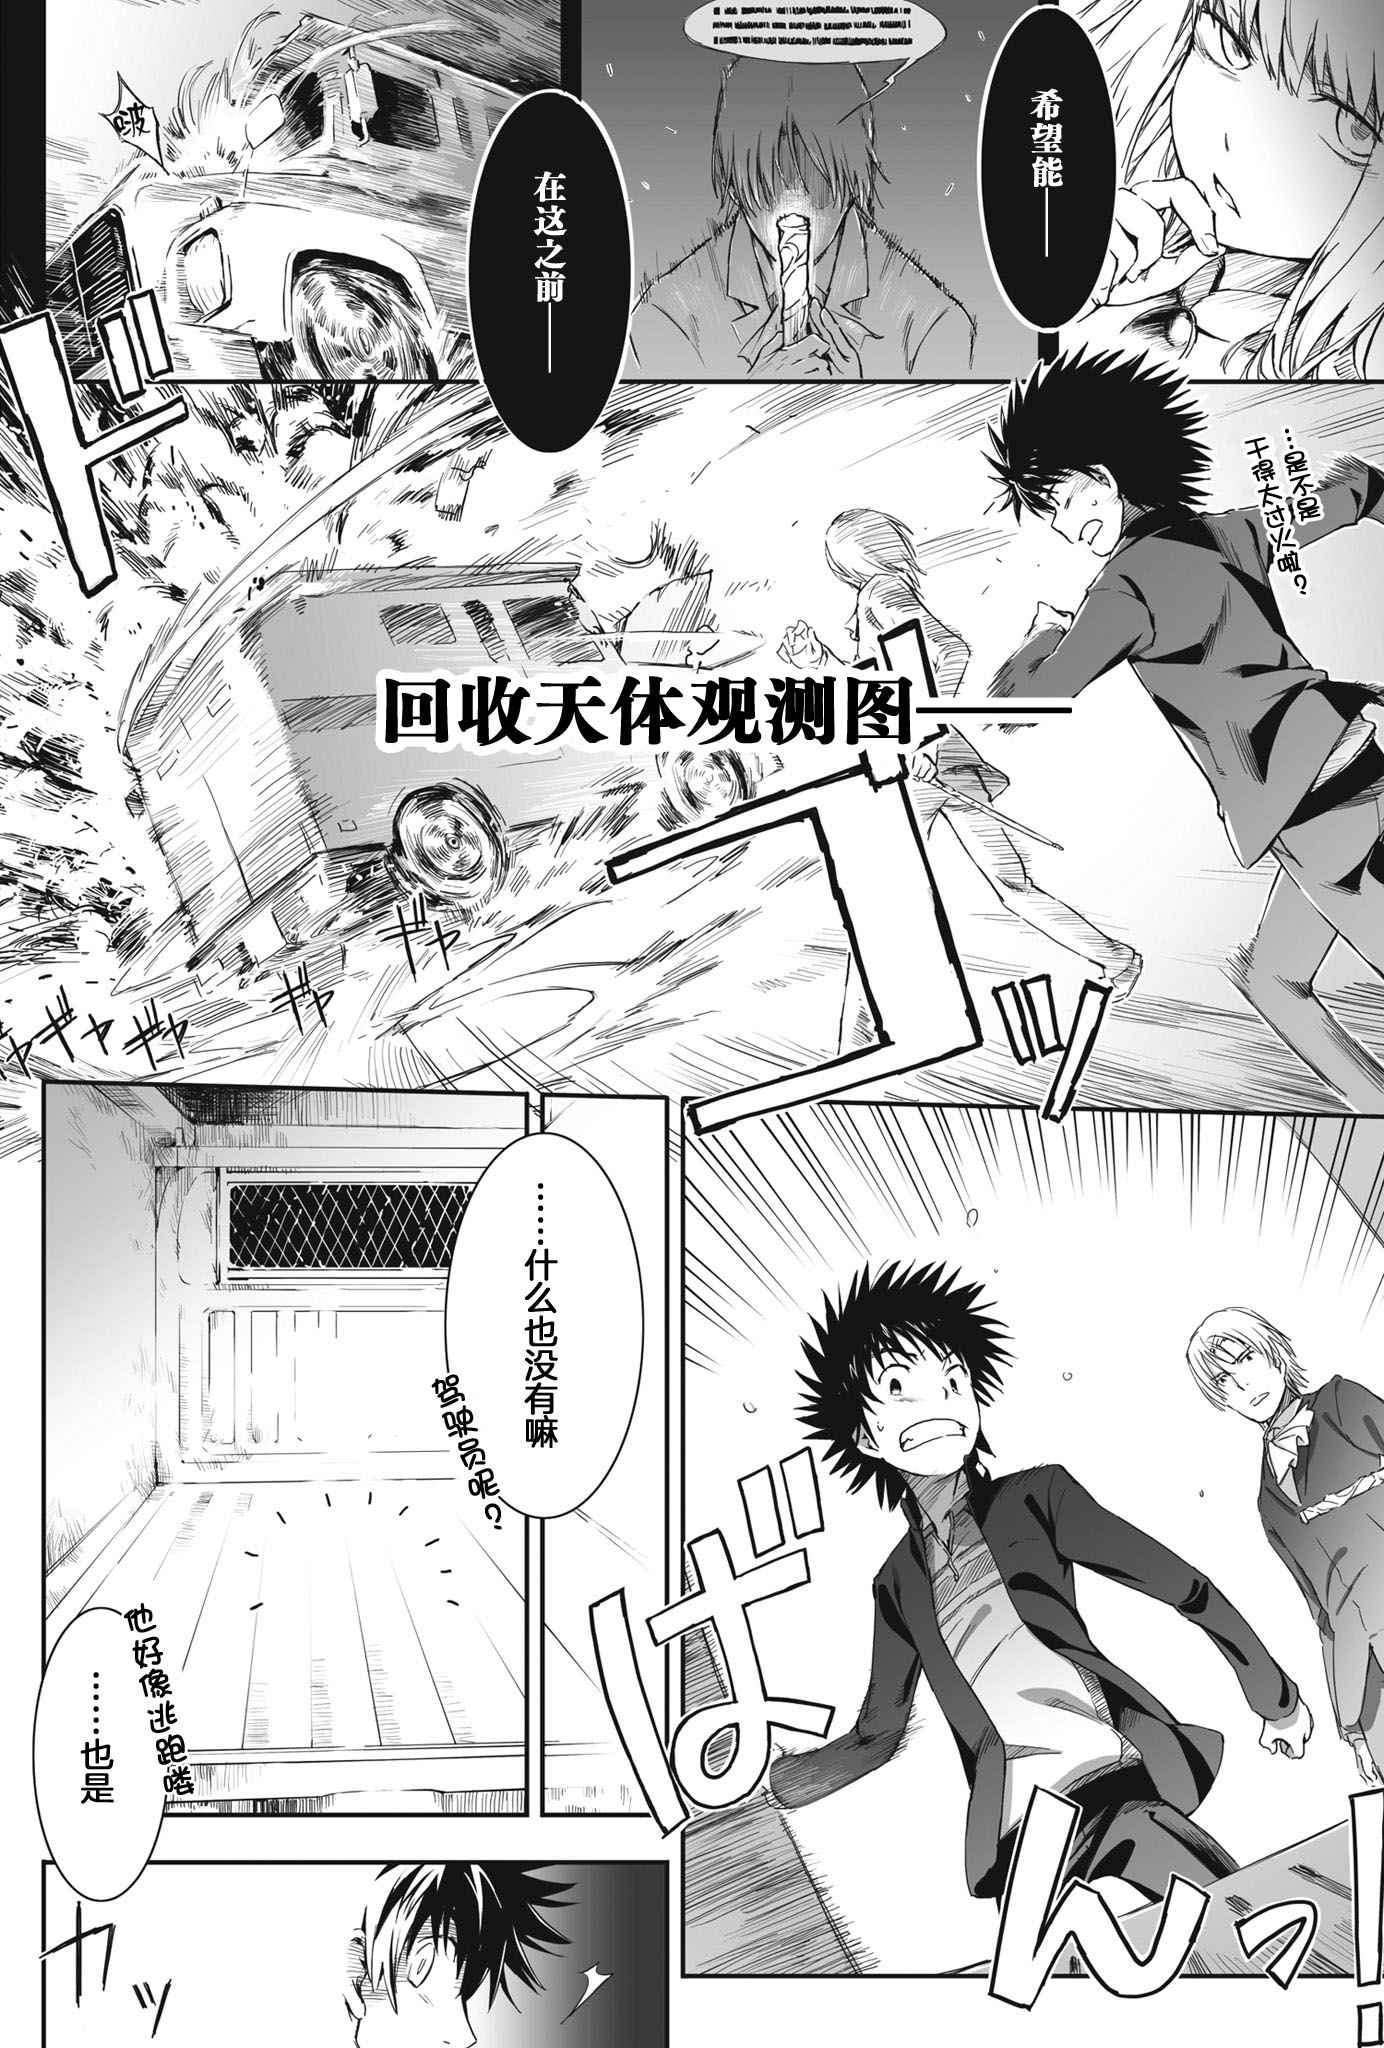 希望能——
在这之前——
啵
…是不是
干得太过火啦?
回收天体观测图——
ドゴッ
ギャ
ギャ
ギャ
ギャ
ギャ
ばんっ!!
……什么也没有嘛
驾驶员呢?
他好像逃跑喽
……也是
カッ